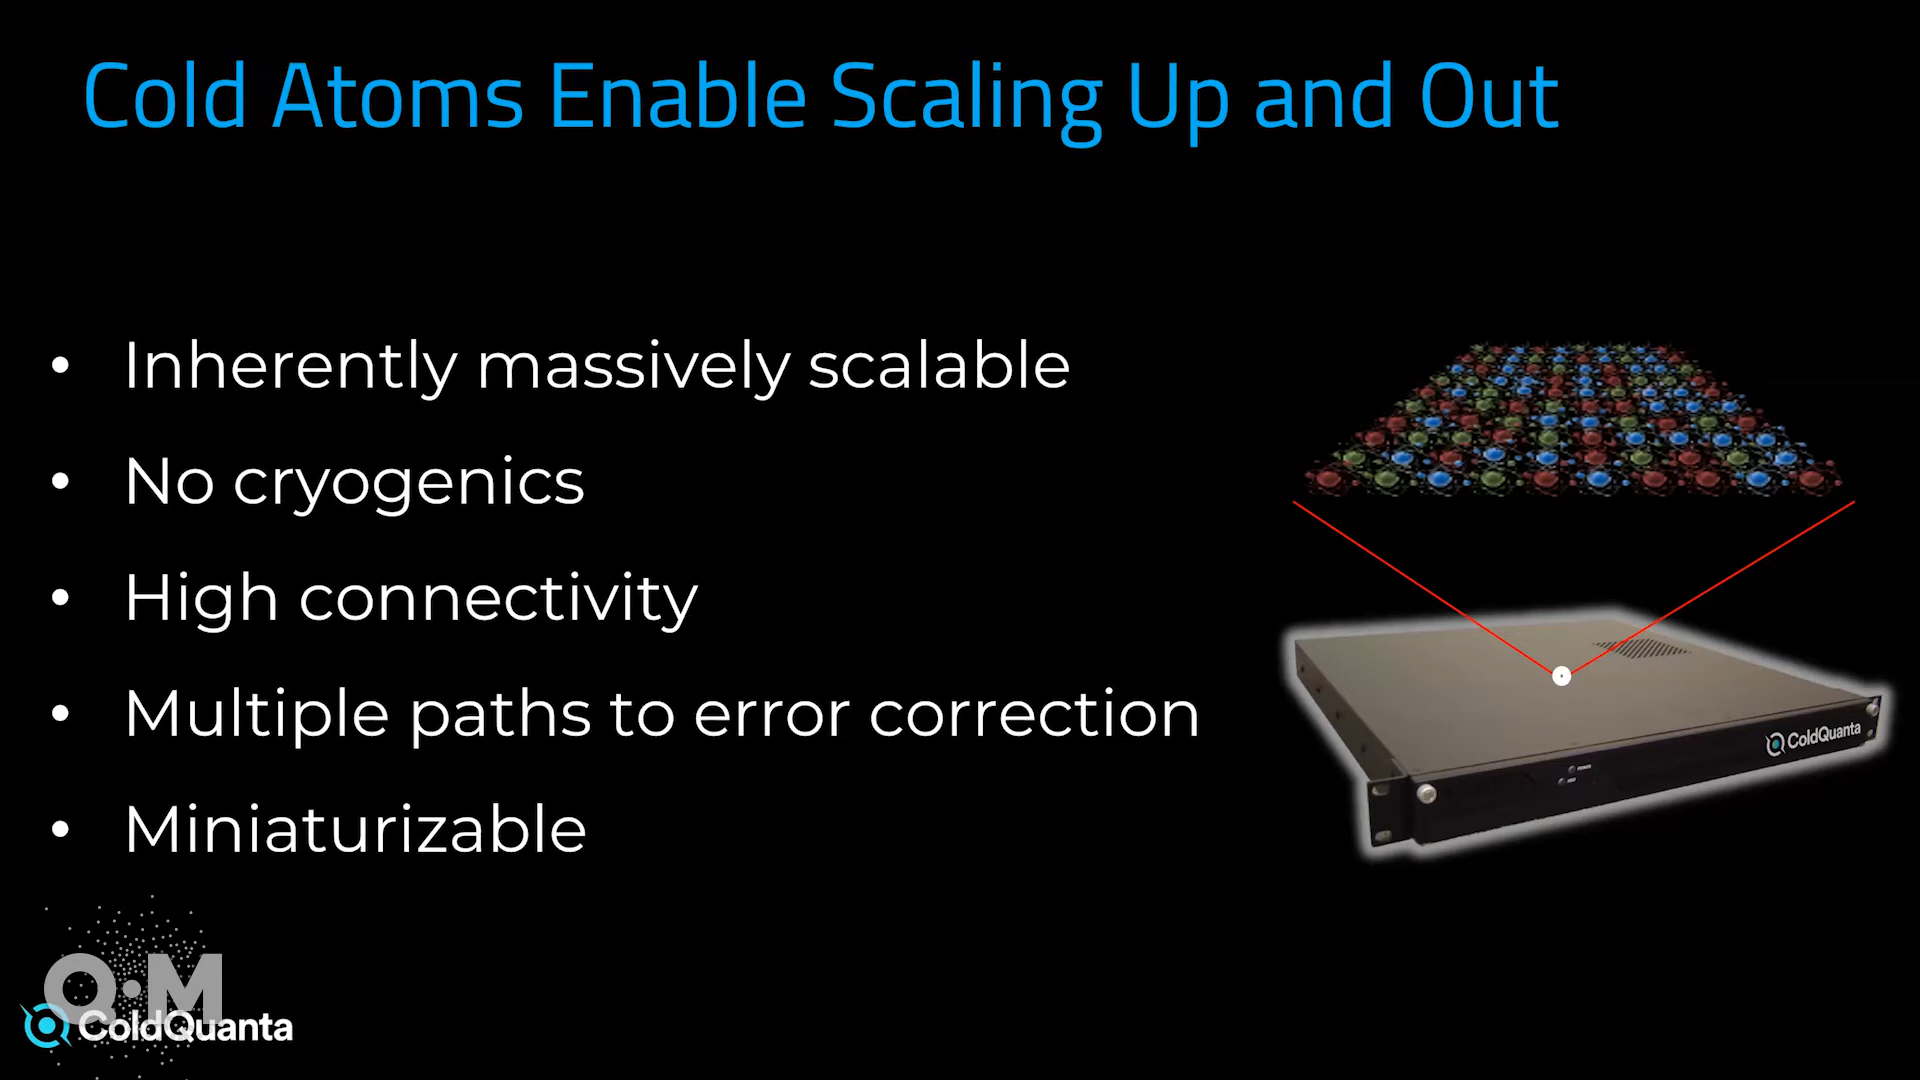 Cold Atoms Enable Scaling Up and Out
• Inherently massively scalable
• No cryogenics
• High connectivity
• Multiple paths to error correction
• Miniaturizable
ColdQuanta
Q·M
ColdQuanta